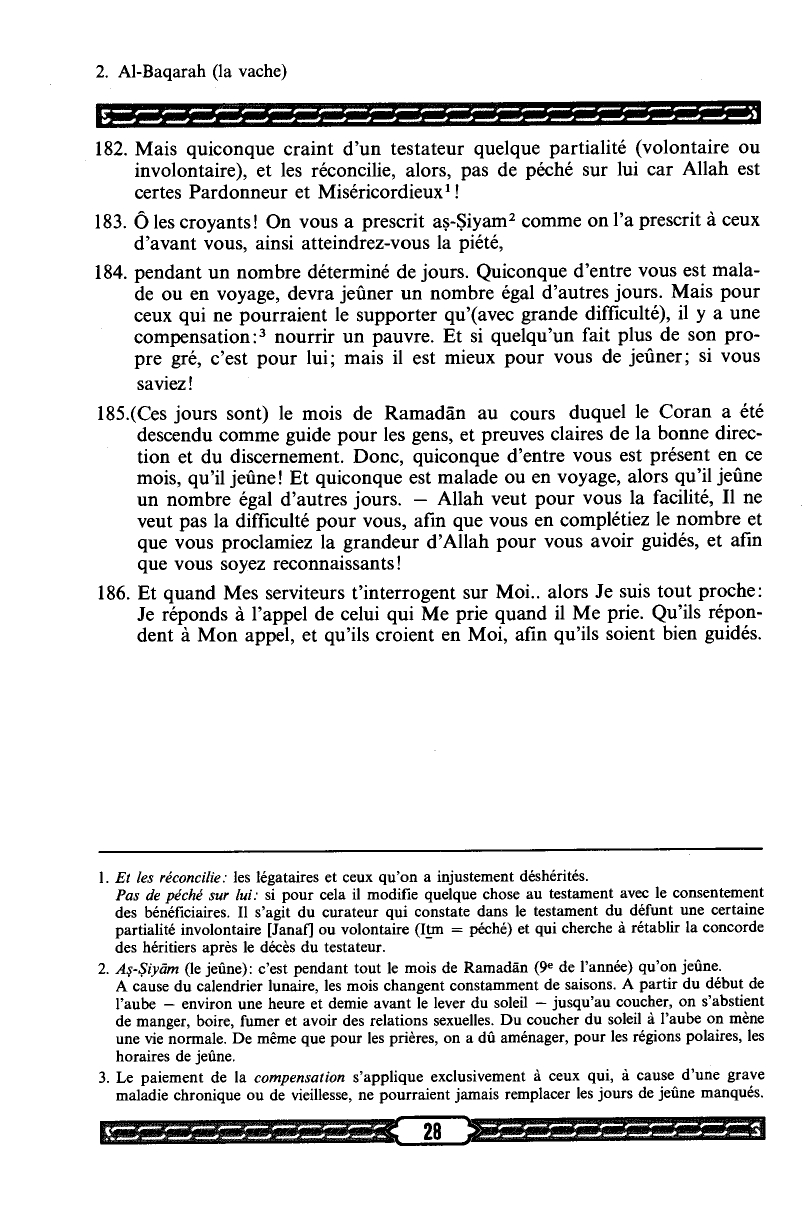 2. Al-Baqarah (la vache)
182. Mais quiconque craint d'un testateur quelque partialité (volontaire ou
involontaire), et les réconcilie, alors, pas de péché sur lui car Allah est
certes Pardonneur et Miséricordieux¹ !
183. Ô les croyants! On vous a prescrit aṣ-Ṣiyam² comme on l'a prescrit à ceux
d'avant vous, ainsi atteindrez-vous la piété,
184. pendant un nombre déterminé de jours. Quiconque d'entre vous est mala-
de ou en voyage, devra jeûner un nombre égal d'autres jours. Mais pour
ceux qui ne pourraient le supporter qu'(avec grande difficulté), il y a une
compensation:³ nourrir un pauvre. Et si quelqu'un fait plus de son pro-
pre gré, c'est pour lui; mais il est mieux pour vous de jeûner; si vous
saviez!
185.(Ces jours sont) le mois de Ramadān au cours duquel le Coran a été
descendu comme guide pour les gens, et preuves claires de la bonne direc-
tion et du discernement. Donc, quiconque d'entre vous est présent en ce
mois, qu'il jeûne! Et quiconque est malade ou en voyage, alors qu'il jeûne
un nombre égal d'autres jours. — Allah veut pour vous la facilité, Il ne
veut pas la difficulté pour vous, afin que vous en complétiez le nombre et
que vous proclamiez la grandeur d'Allah pour vous avoir guidés, et afin
que vous soyez reconnaissants!
186. Et quand Mes serviteurs t'interrogent sur Moi.. alors Je suis tout proche:
Je réponds à l'appel de celui qui Me prie quand il Me prie. Qu'ils répon-
dent à Mon appel, et qu'ils croient en Moi, afin qu'ils soient bien guidés.
1. Et les réconcilie: les légataires et ceux qu'on a injustement déshérités.
Pas de péché sur lui: si pour cela il modifie quelque chose au testament avec le consentement
des bénéficiaires. Il s'agit du curateur qui constate dans le testament du défunt une certaine
partialité involontaire [Janaf] ou volontaire (It̲m = péché) et qui cherche à rétablir la concorde
des héritiers après le décès du testateur.
2. Aṣ-Ṣiyām (le jeûne): c'est pendant tout le mois de Ramadān (9ᵉ de l'année) qu'on jeûne.
A cause du calendrier lunaire, les mois changent constamment de saisons. A partir du début de
l'aube — environ une heure et demie avant le lever du soleil — jusqu'au coucher, on s'abstient
de manger, boire, fumer et avoir des relations sexuelles. Du coucher du soleil à l'aube on mène
une vie normale. De même que pour les prières, on a dû aménager, pour les régions polaires, les
horaires de jeûne.
3. Le paiement de la compensation s'applique exclusivement à ceux qui, à cause d'une grave
maladie chronique ou de vieillesse, ne pourraient jamais remplacer les jours de jeûne manqués.
28